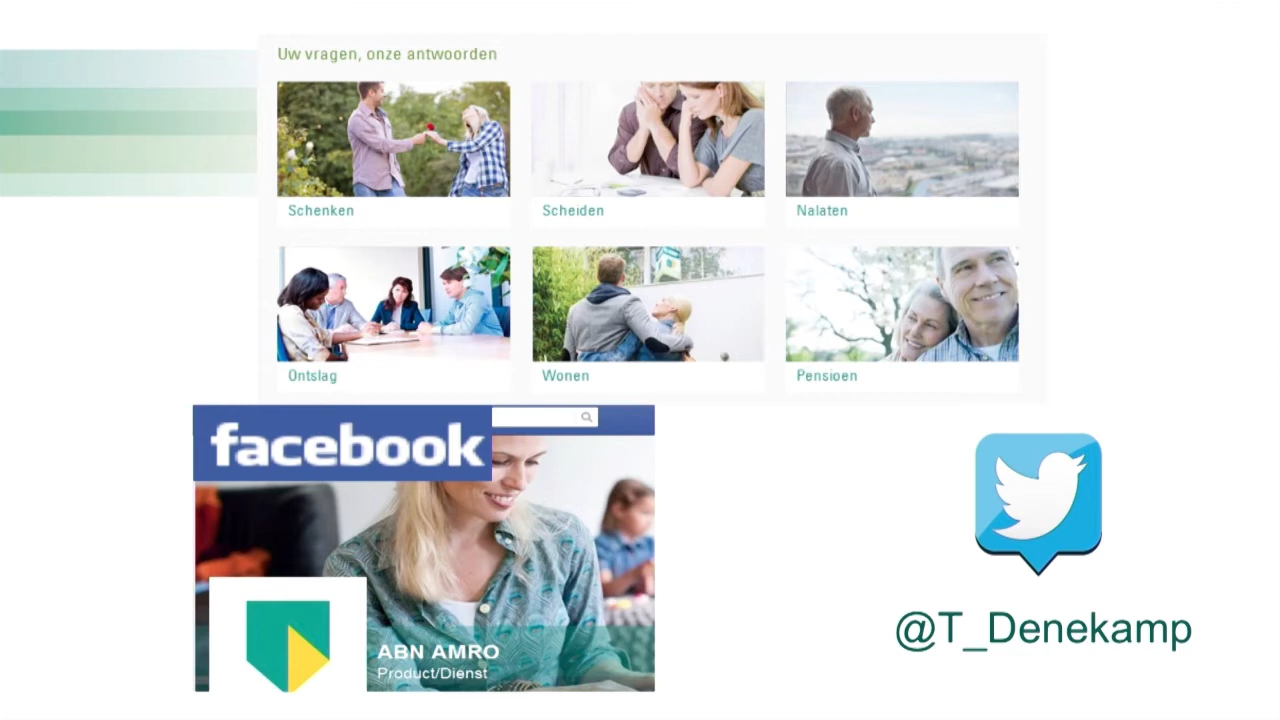 Uw vragen, onze antwoorden
Schenken
Scheiden
Nalaten
Ontslag
Wonen
Pensioen
facebook
ABN AMRO
Product/Dienst
@T_Denekamp